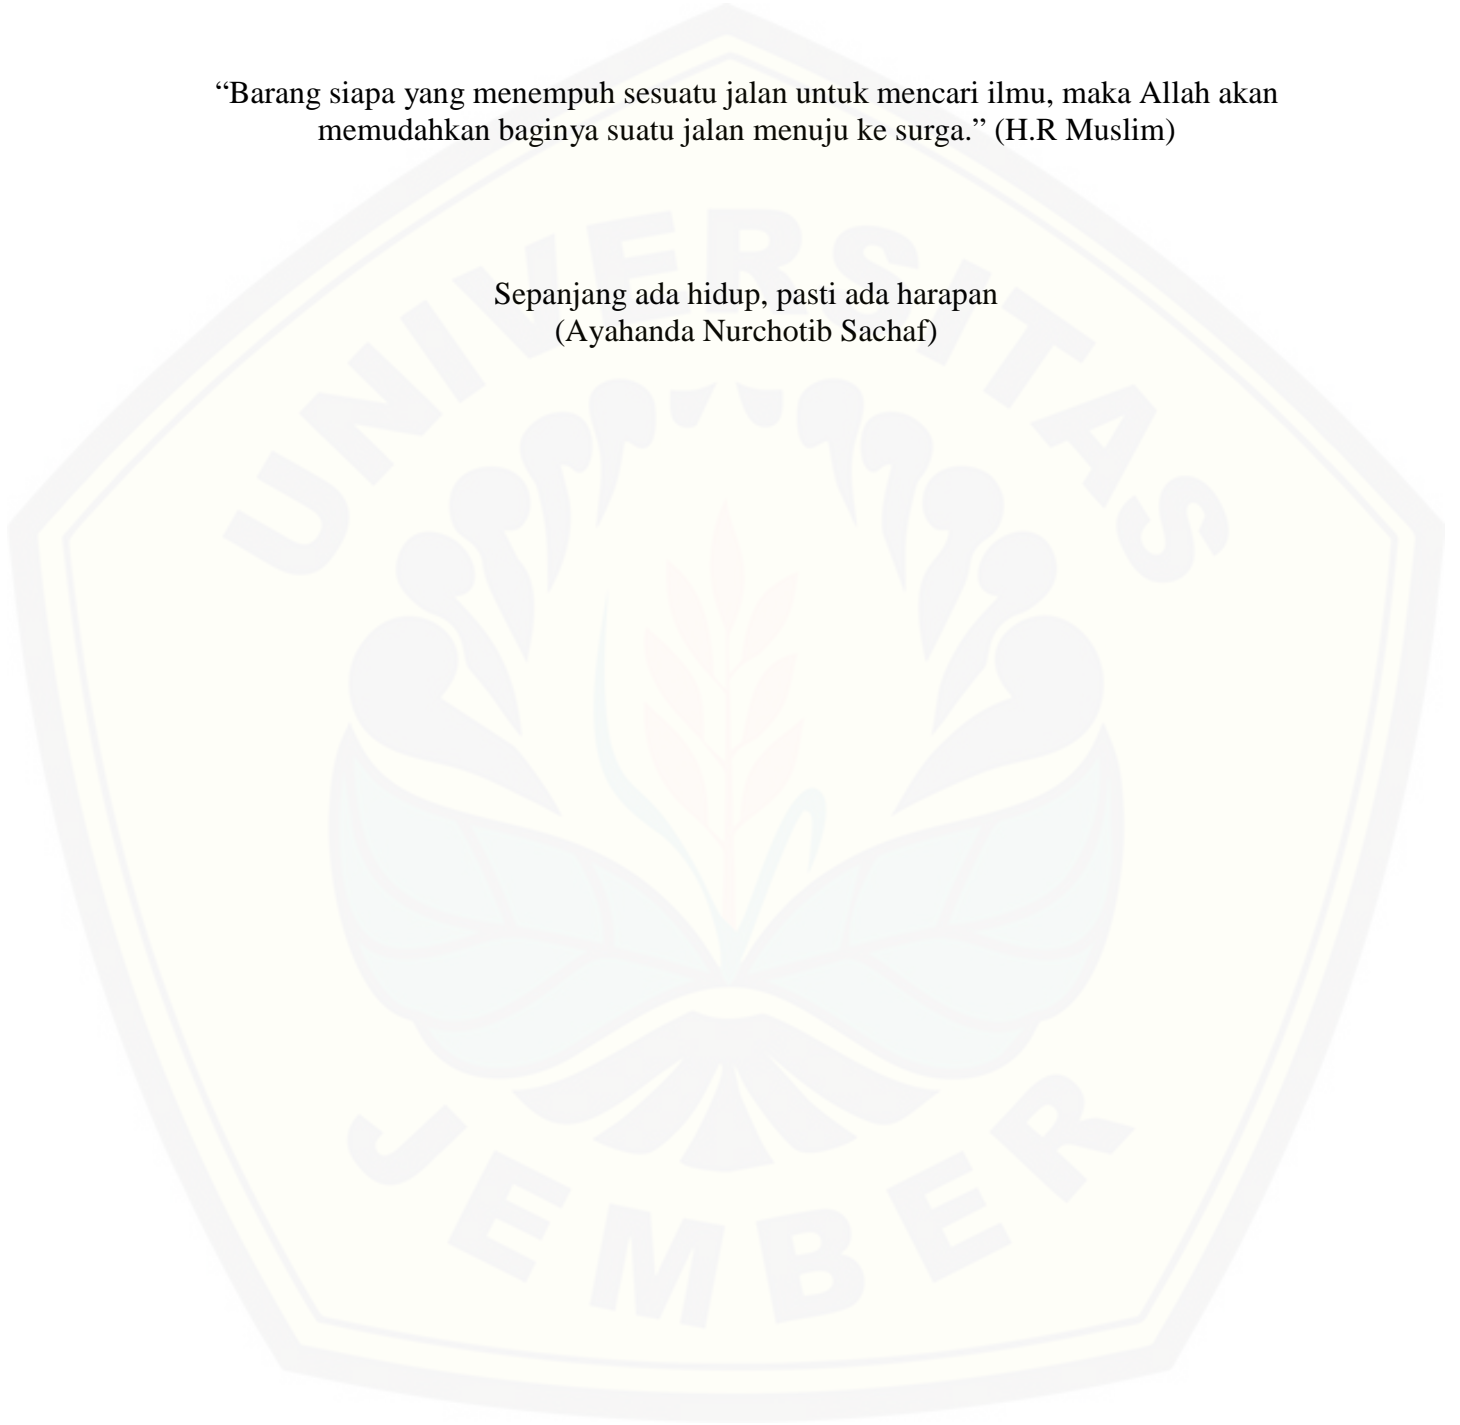 “Barang siapa yang menempuh sesuatu jalan untuk mencari ilmu, maka Allah akan
memudahkan baginya suatu jalan menuju ke surga.” (H.R Muslim)
Sepanjang ada hidup, pasti ada harapan
(Ayahanda Nurchotib Sachaf)
UNIVERSITAS
JEMBER